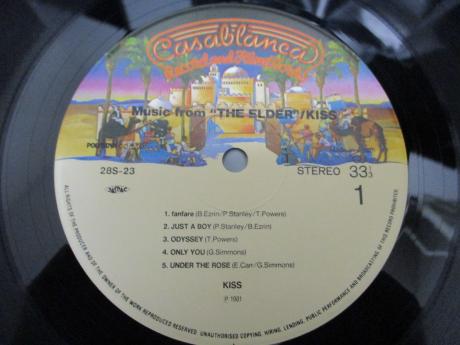 Casablanca
Record and FilmWorks
Music from "THE ELDER"/KISS
28S-23
STEREO 33 1/3
1
1. fanfare (B.Ezrin/P.Stanley/T.Powers)
2. JUST A BOY (P.Stanley/B.Ezrin)
3. ODYSSEY (T.Powers)
4. ONLY YOU (G.Simmons)
5. UNDER THE ROSE (E.Carr/G.Simmons)
KISS
P 1981
ALL RIGHTS OF THE PRODUCER AND OF THE OWNER OF THE WORK REPRODUCED RESERVED. UNAUTHORISED COPYING, HIRING, LENDING, PUBLIC PERFORMANCE AND BROADCASTING OF THIS RECORD PROHIBITED